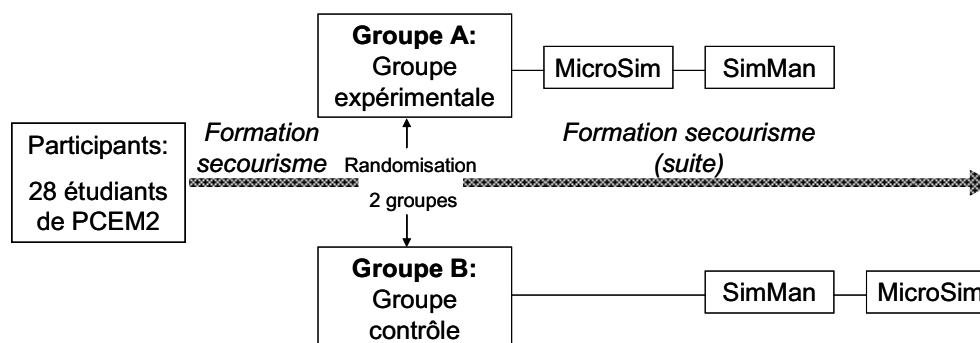 Participants:
28 étudiants
de PCEM2
Formation
secourisme
Groupe A:
Groupe
expérimentale
MicroSim
SimMan
Randomisation
2 groupes
Formation secourisme
(suite)
Groupe B:
Groupe
contrôle
SimMan
MicroSim